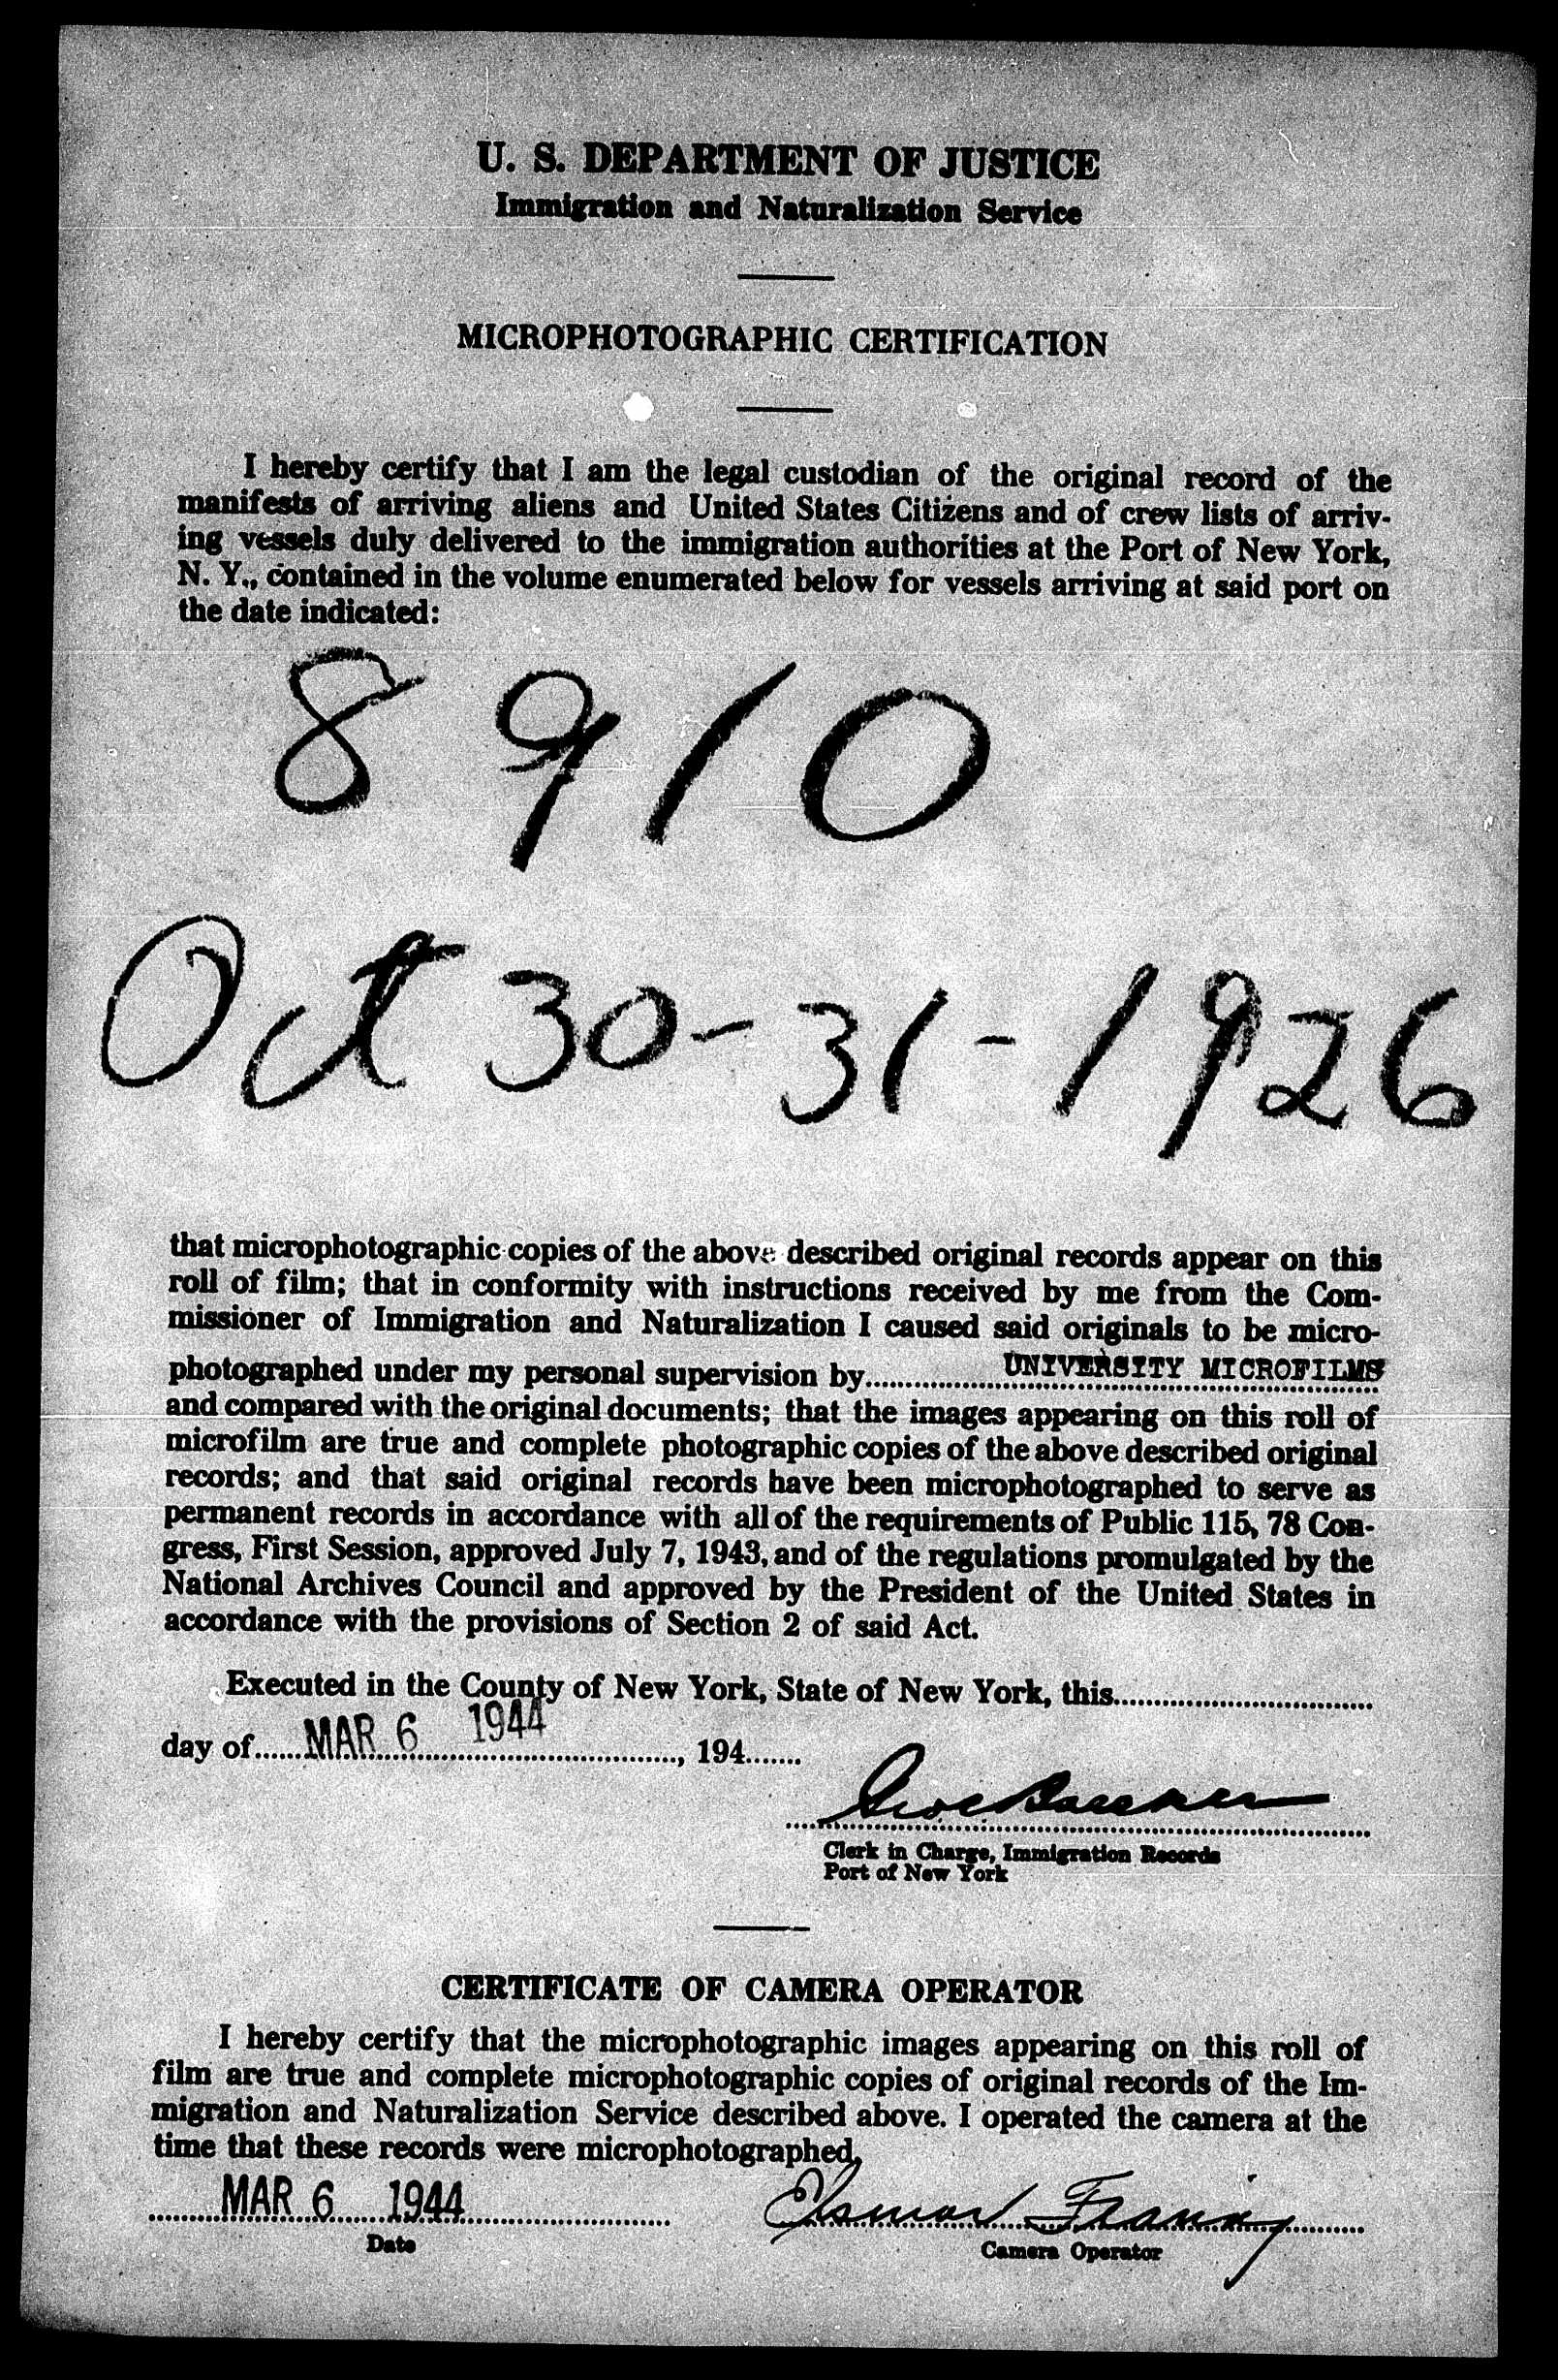 U. S. DEPARTMENT OF JUSTICE
Immigration and Naturalization Service
MICROPHOTOGRAPHIC CERTIFICATION
I hereby certify that I am the legal custodian of the original record of the
manifests of arriving aliens and United States Citizens and of crew lists of arriv-
ing vessels duly delivered to the immigration authorities at the Port of New York,
N. Y., contained in the volume enumerated below for vessels arriving at said port on
the date indicated:
8910
Oct 30-31-1926
that microphotographic copies of the above described original records appear on this
roll of film; that in conformity with instructions received by me from the Com-
missioner of Immigration and Naturalization I caused said originals to be micro-
photographed under my personal supervision by UNIVERSITY MICROFILMS
and compared with the original documents; that the images appearing on this roll of
microfilm are true and complete photographic copies of the above described original
records; and that said original records have been microphotographed to serve as
permanent records in accordance with all of the requirements of Public 115, 78 Con-
gress, First Session, approved July 7, 1943, and of the regulations promulgated by the
National Archives Council and approved by the President of the United States in
accordance with the provisions of Section 2 of said Act.
Executed in the County of New York, State of New York, this
day of MAR 6 1944, 194
Clerk in Charge, Immigration Records
Port of New York
CERTIFICATE OF CAMERA OPERATOR
I hereby certify that the microphotographic images appearing on this roll of
film are true and complete microphotographic copies of original records of the Im-
migration and Naturalization Service described above. I operated the camera at the
time that these records were microphotographed.
MAR 6 1944
Date
Camera Operator